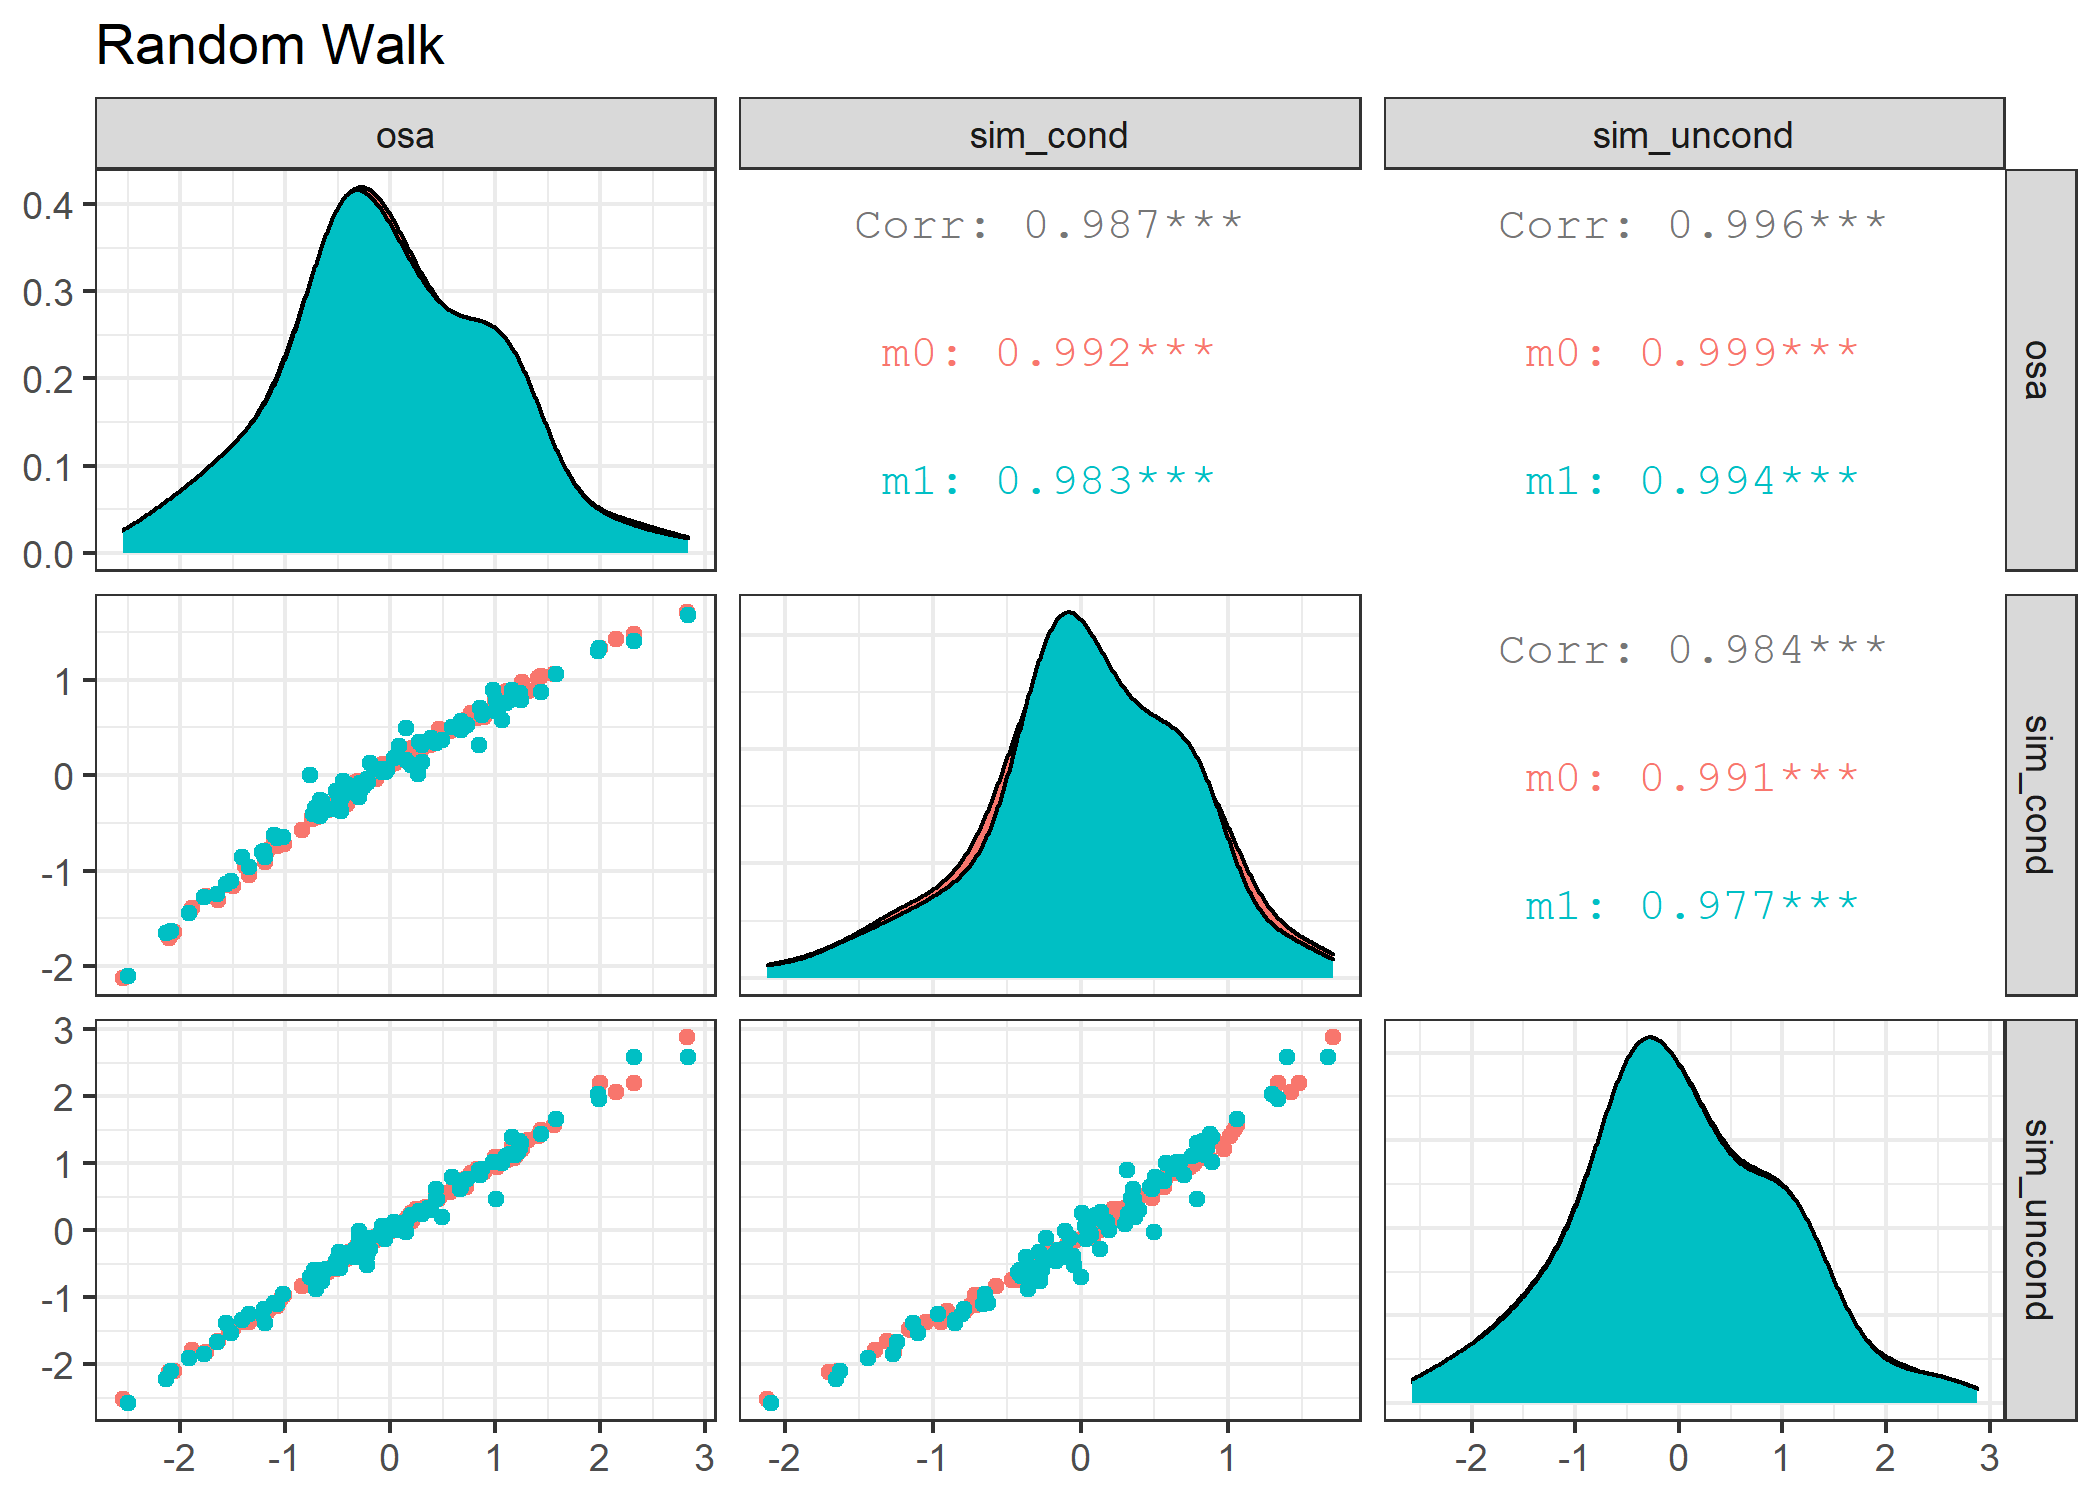 Random Walk
osa
sim_cond
sim_uncond
0.4
0.3
0.2
0.1
0.0
Corr: 0.987***
m0: 0.992***
m1: 0.983***
Corr: 0.996***
m0: 0.999***
m1: 0.994***
osa
1
0
-1
-2
Corr: 0.984***
m0: 0.991***
m1: 0.977***
sim_cond
3
2
1
0
-1
-2
sim_uncond
-2 -1 0 1 2 3
-2 -1 0 1
-2 -1 0 1 2 3